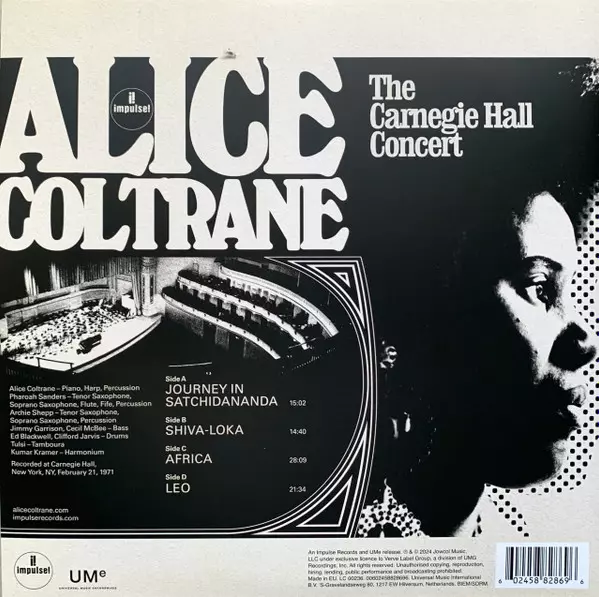 ALICE
COLTRANE
i!
impulse!
The
Carnegie Hall
Concert
Alice Coltrane – Piano, Harp, Percussion
Pharoah Sanders – Tenor Saxophone,
Soprano Saxophone, Flute, Fife, Percussion
Archie Shepp – Tenor Saxophone,
Soprano Saxophone, Percussion
Jimmy Garrison, Cecil McBee – Bass
Ed Blackwell, Clifford Jarvis – Drums
Tulsi – Tamboura
Kumar Kramer – Harmonium
Recorded at Carnegie Hall,
New York, NY, February 21, 1971
alicecoltrane.com
impulserecords.com
Side A
JOURNEY IN
SATCHIDANANDA 15:02
Side B
SHIVA-LOKA 14:40
Side C
AFRICA 28:09
Side D
LEO 21:34
i!
impulse!
UMe
UNIVERSAL MUSIC ENTERPRISES
An Impulse Records and UMe release. ℗ & © 2024 Jowcol Music,
LLC under exclusive licence to Verve Label Group, a division of UMG
Recordings, Inc. All rights reserved. Unauthorised copying, reproduction,
hiring, lending, public performance and broadcasting prohibited.
Made in EU. LC 00236. 00602458828696. Universal Music International
B.V. 'S-Gravelandseweg 80, 1217 EW Hilversum, Netherlands. BIEM/SDRM.
6 02458 82869 6